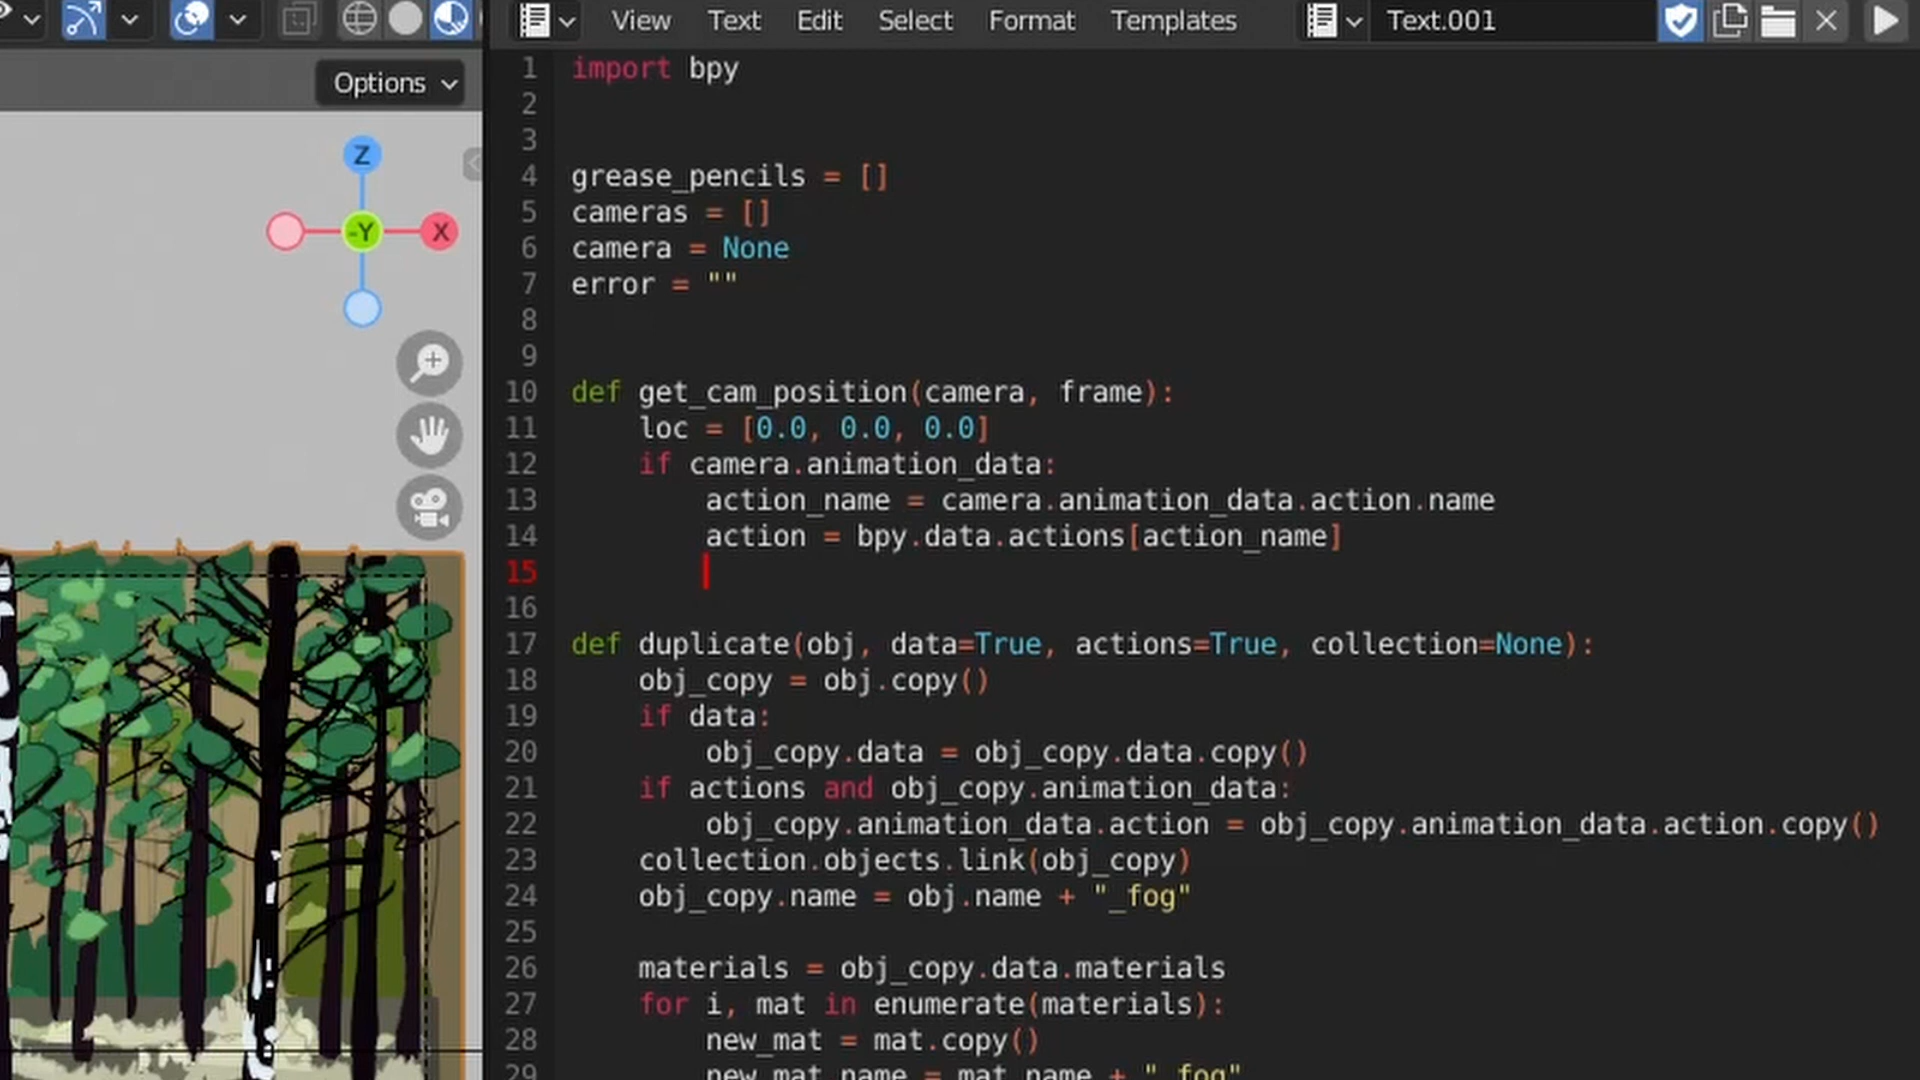 View Text Edit Select Format Templates Text.001
Options
Z
-Y X
1 import bpy
2
3
4 grease_pencils = []
5 cameras = []
6 camera = None
7 error = ""
8
9
10 def get_cam_position(camera, frame):
11     loc = [0.0, 0.0, 0.0]
12     if camera.animation_data:
13         action_name = camera.animation_data.action.name
14         action = bpy.data.actions[action_name]
15
16
17 def duplicate(obj, data=True, actions=True, collection=None):
18     obj_copy = obj.copy()
19     if data:
20         obj_copy.data = obj_copy.data.copy()
21     if actions and obj_copy.animation_data:
22         obj_copy.animation_data.action = obj_copy.animation_data.action.copy()
23     collection.objects.link(obj_copy)
24     obj_copy.name = obj.name + "_fog"
25
26     materials = obj_copy.data.materials
27     for i, mat in enumerate(materials):
28         new_mat = mat.copy()
29         new_mat.name = mat.name + "_fog"